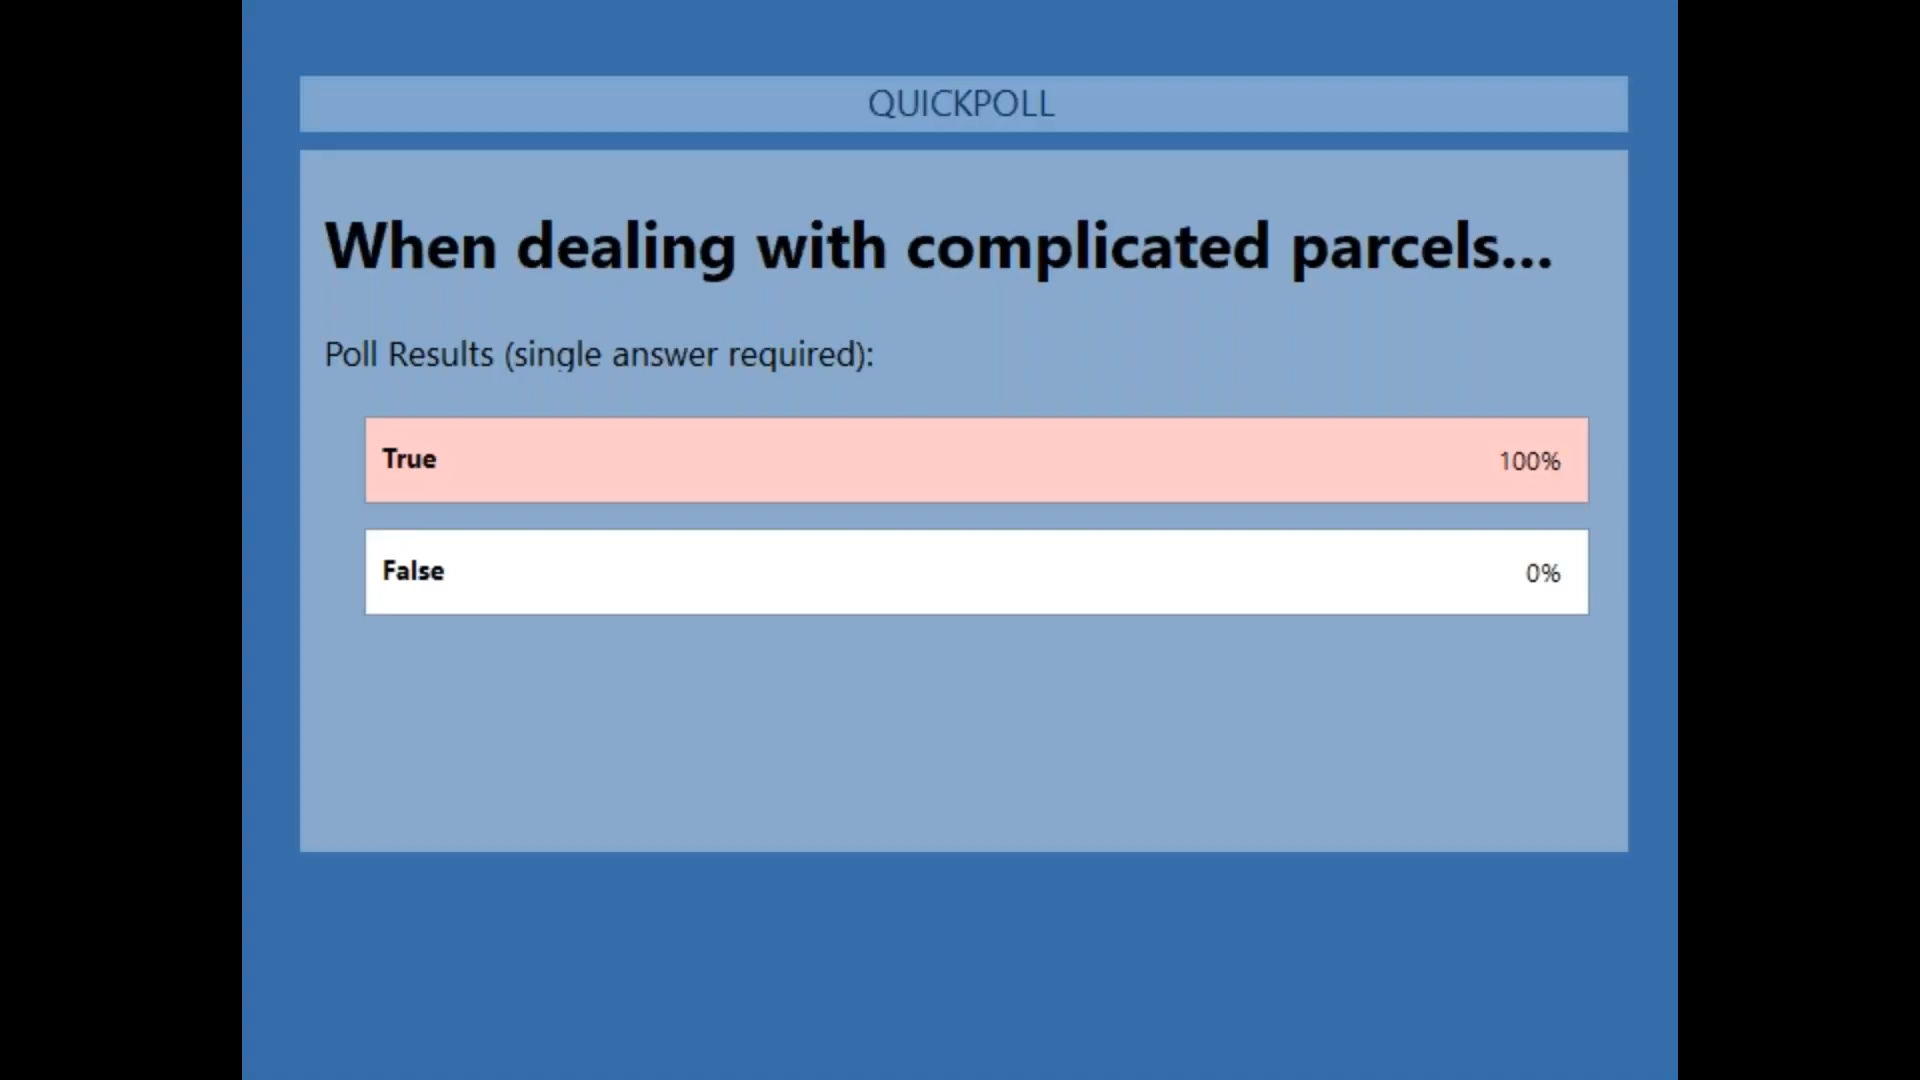 QUICKPOLL
When dealing with complicated parcels...
Poll Results (single answer required):
True 100%
False 0%